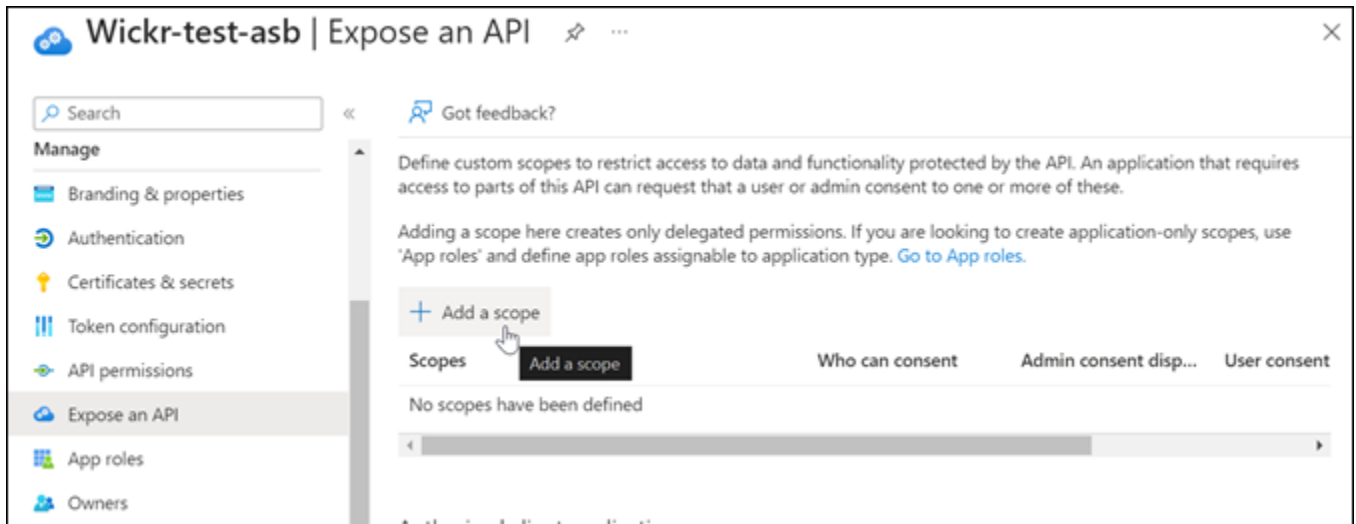 Wickr-test-asb | Expose an API
Search
Got feedback?
Manage
Branding & properties
Authentication
Certificates & secrets
Token configuration
API permissions
Expose an API
App roles
Owners
Define custom scopes to restrict access to data and functionality protected by the API. An application that requires
access to parts of this API can request that a user or admin consent to one or more of these.
Adding a scope here creates only delegated permissions. If you are looking to create application-only scopes, use
'App roles' and define app roles assignable to application type. Go to App roles.
Add a scope
Add a scope
Scopes Who can consent Admin consent disp... User consent
No scopes have been defined